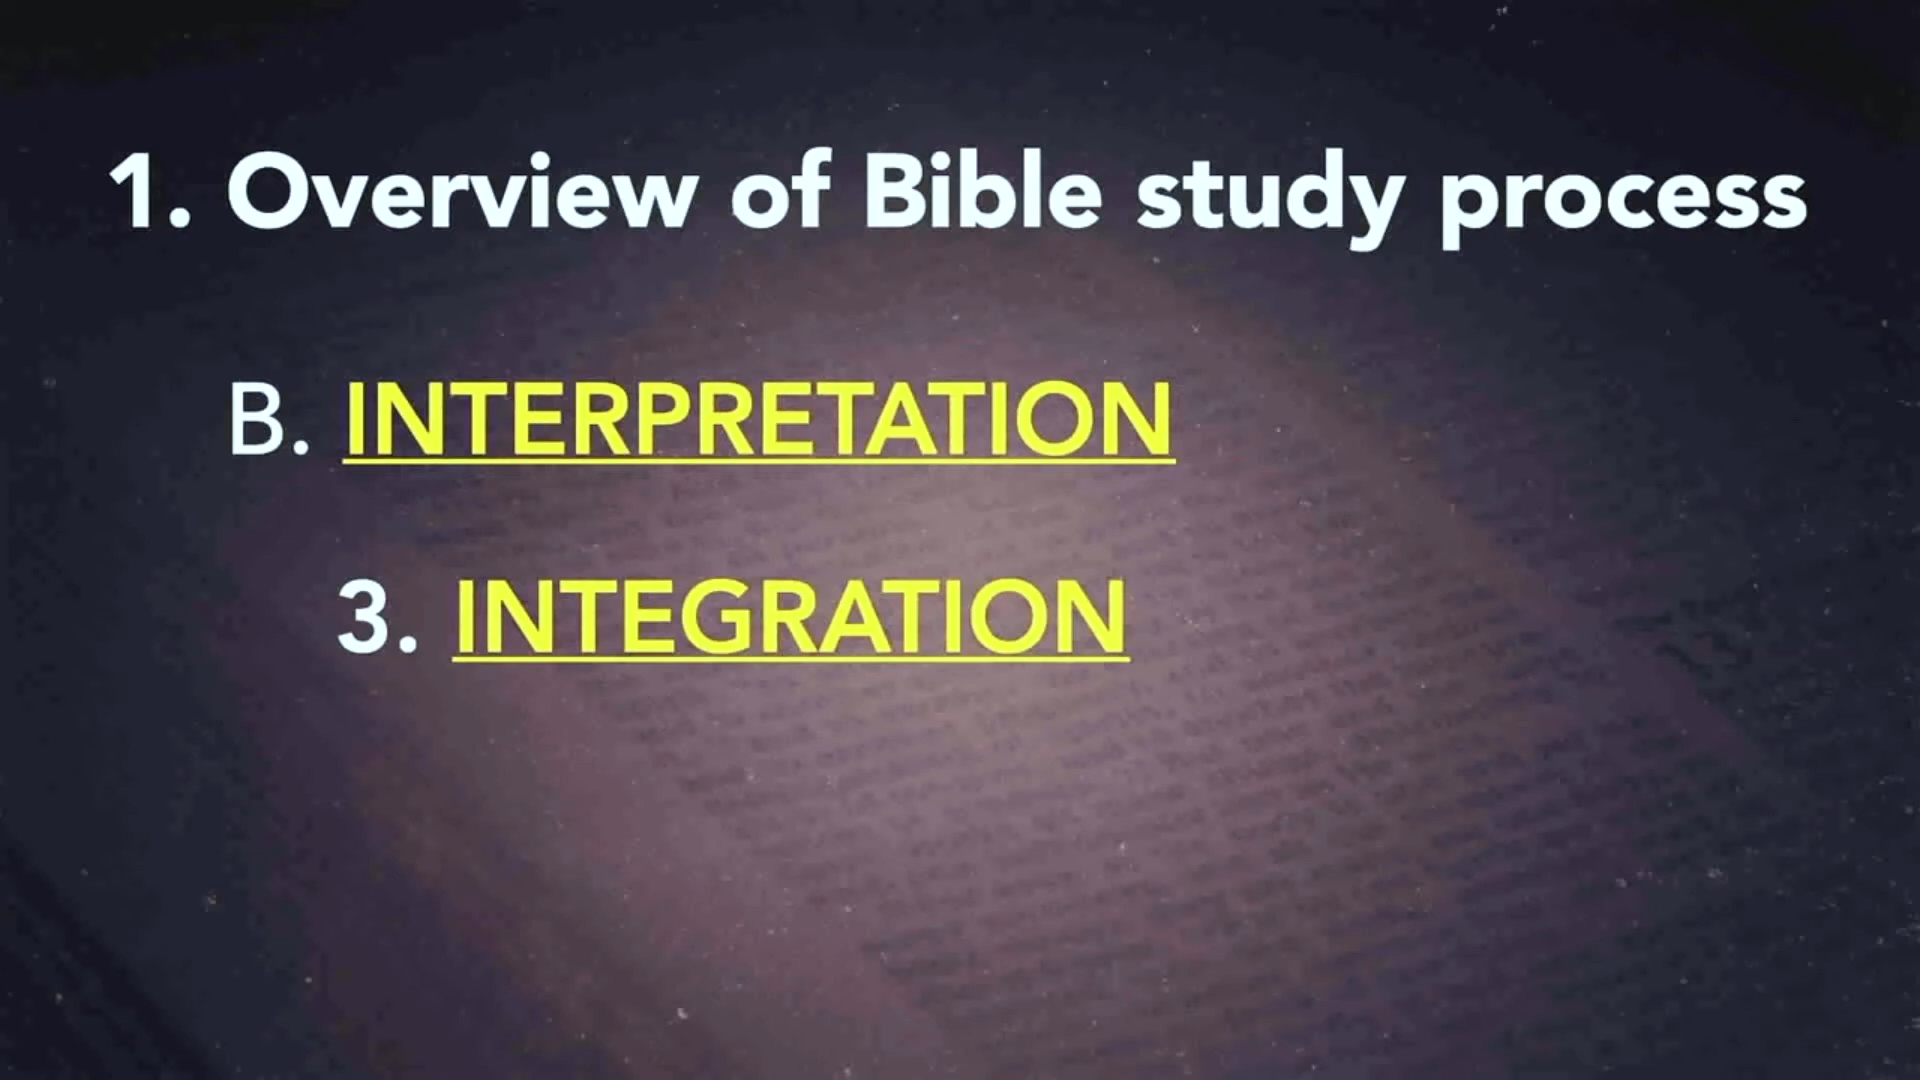 1. Overview of Bible study process
B. INTERPRETATION
3. INTEGRATION